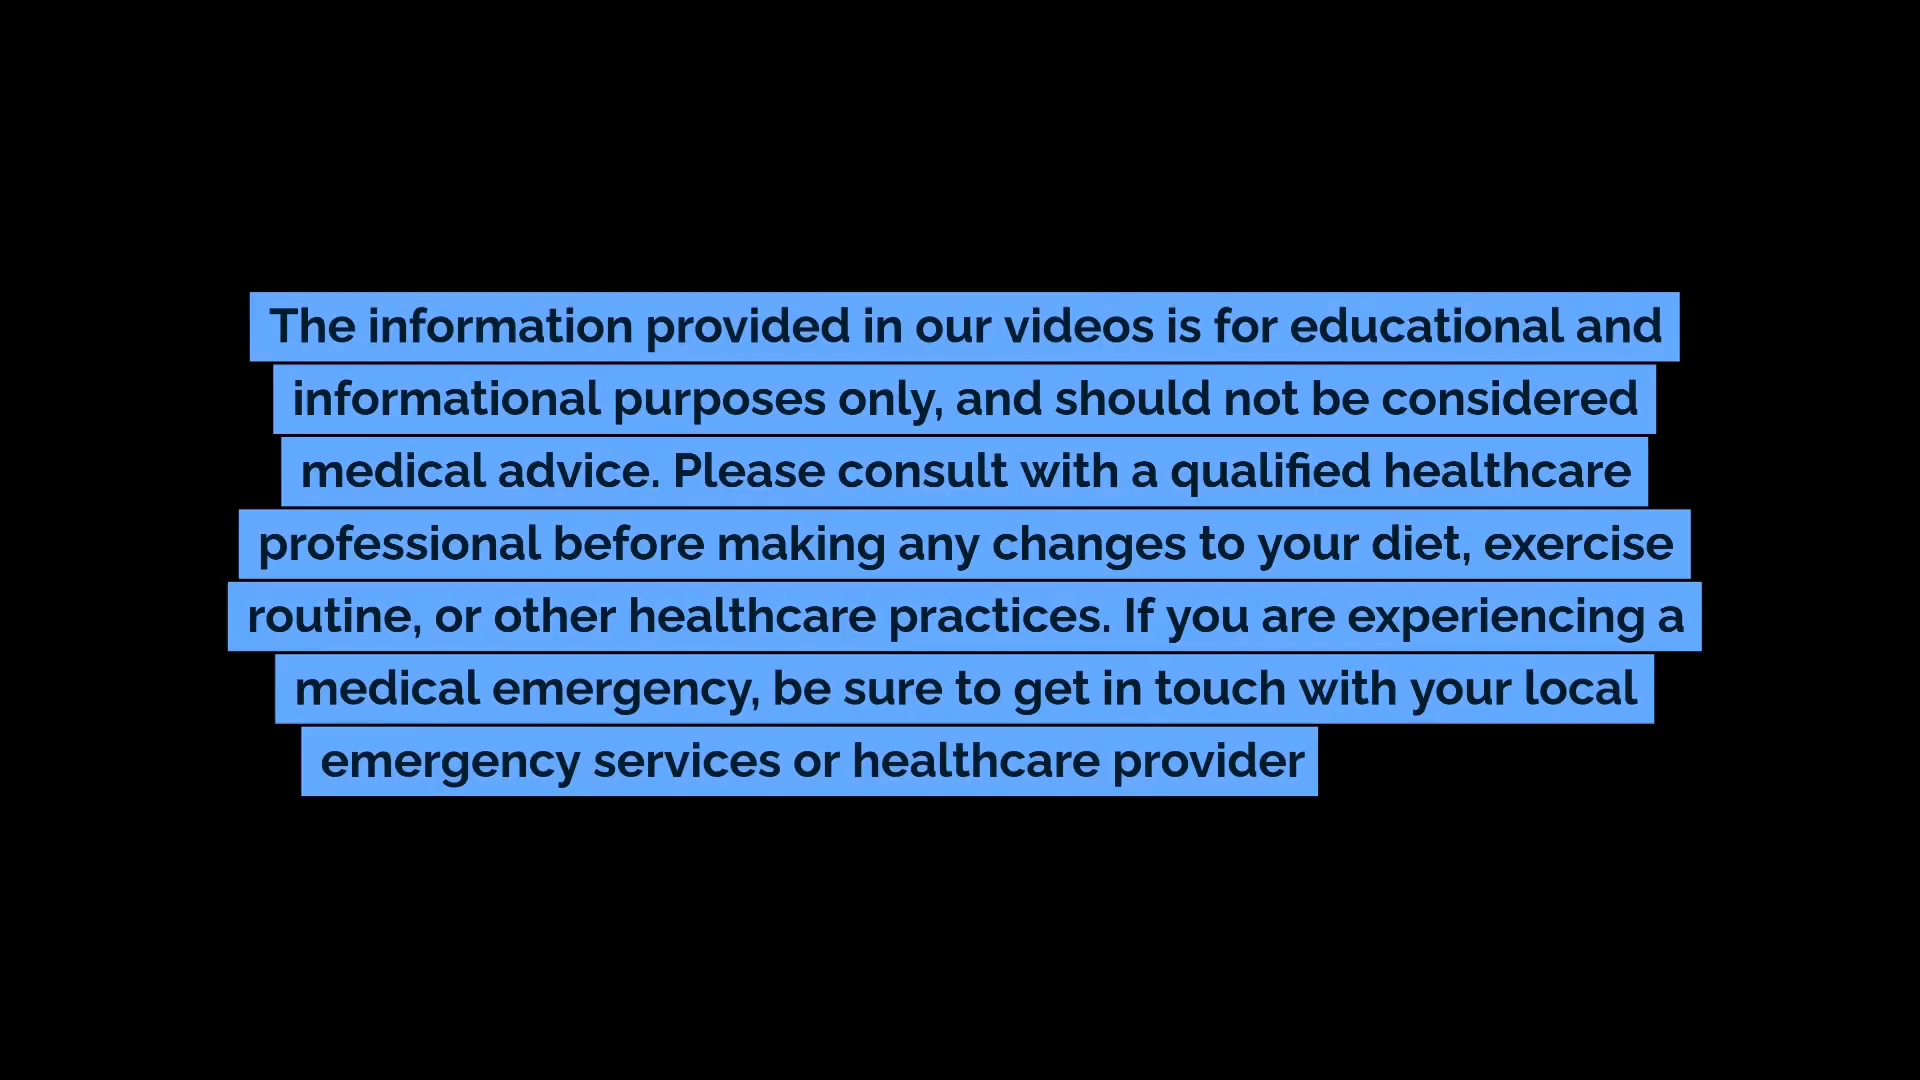 The information provided in our videos is for educational and
informational purposes only, and should not be considered
medical advice. Please consult with a qualified healthcare
professional before making any changes to your diet, exercise
routine, or other healthcare practices. If you are experiencing a
medical emergency, be sure to get in touch with your local
emergency services or healthcare provider